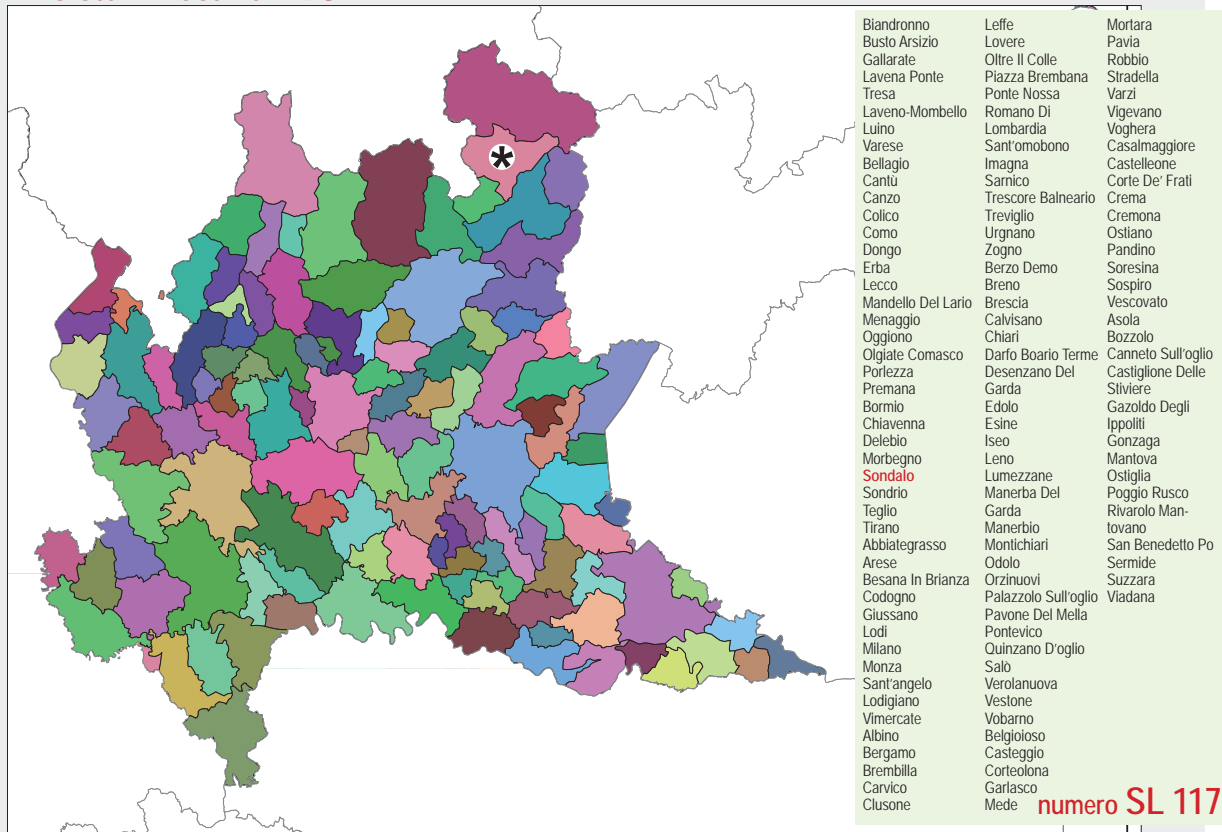 Biandronno
Busto Arsizio
Gallarate
Lavena Ponte
Tresa
Laveno-Mombello
Luino
Varese
Bellagio
Cantù
Canzo
Colico
Como
Dongo
Erba
Lecco
Mandello Del Lario
Menaggio
Oggiono
Olgiate Comasco
Porlezza
Premana
Bormio
Chiavenna
Delebio
Morbegno
Sondalo
Sondrio
Teglio
Tirano
Abbiategrasso
Arese
Besana In Brianza
Codogno
Giussano
Lodi
Milano
Monza
Sant'angelo
Lodigiano
Vimercate
Albino
Bergamo
Brembilla
Carvico
Clusone
Leffe
Lovere
Oltre Il Colle
Piazza Brembana
Ponte Nossa
Romano Di
Lombardia
Sant'omobono
Imagna
Sarnico
Trescore Balneario
Treviglio
Urgnano
Zogno
Berzo Demo
Breno
Brescia
Calvisano
Chiari
Darfo Boario Terme
Desenzano Del
Garda
Edolo
Esine
Iseo
Leno
Lumezzane
Manerba Del
Garda
Manerbio
Montichiari
Odolo
Orzinuovi
Palazzolo Sull'oglio
Pavone Del Mella
Pontevico
Quinzano D'oglio
Salò
Verolanuova
Vestone
Vobarno
Belgioioso
Casteggio
Corteolona
Garlasco
Mede
Mortara
Pavia
Robbio
Stradella
Varzi
Vigevano
Voghera
Casalmaggiore
Castelleone
Corte De' Frati
Crema
Cremona
Ostiano
Pandino
Soresina
Sospiro
Vescovato
Asola
Bozzolo
Canneto Sull'oglio
Castiglione Delle
Stiviere
Gazoldo Degli
Ippoliti
Gonzaga
Mantova
Ostiglia
Poggio Rusco
Rivarolo Man-
tovano
San Benedetto Po
Sermide
Suzzara
Viadana
numero SL 117